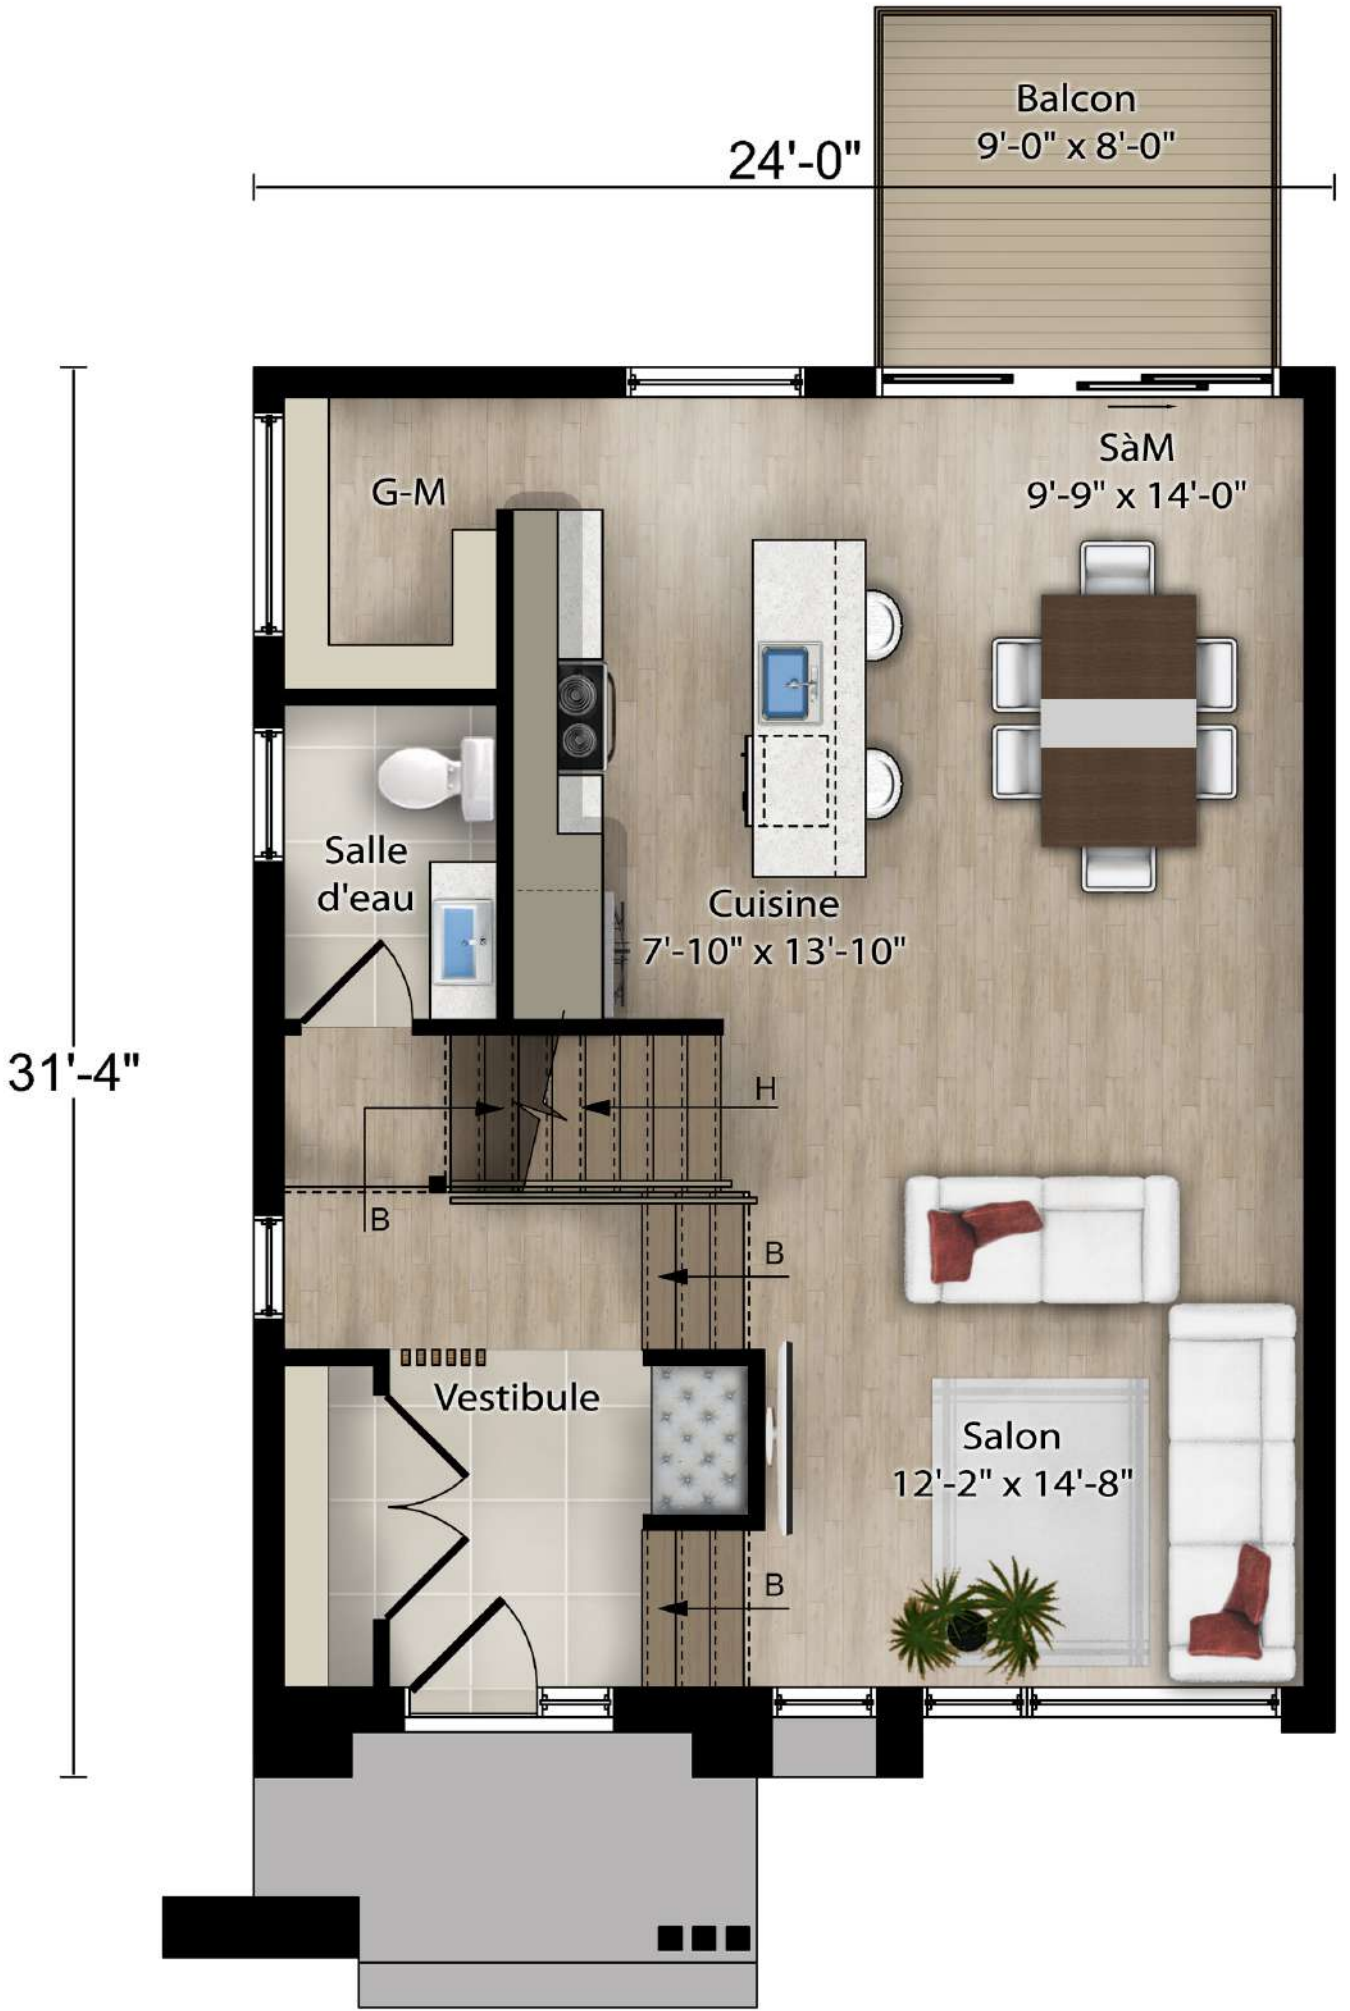 Balcon
9'-0" x 8'-0"
24'-0"
SàM
9'-9" x 14'-0"
G-M
Salle
d'eau
Cuisine
7'-10" x 13'-10"
31'-4"
H
B
B
Vestibule
Salon
12'-2" x 14'-8"
B